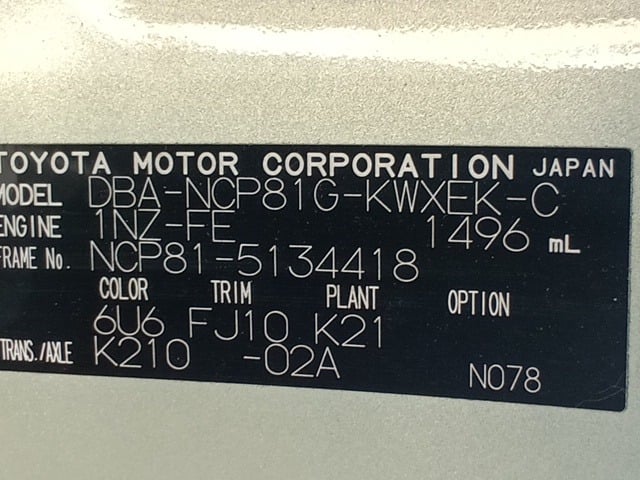 TOYOTA MOTOR CORPORATION JAPAN
MODEL DBA-NCP81G-KWXEK-C
ENGINE 1NZ-FE 1496 mL
FRAME No. NCP81-5134418
COLOR TRIM PLANT OPTION
6U6 FJ10 K21
TRANS./AXLE K210 -02A N078